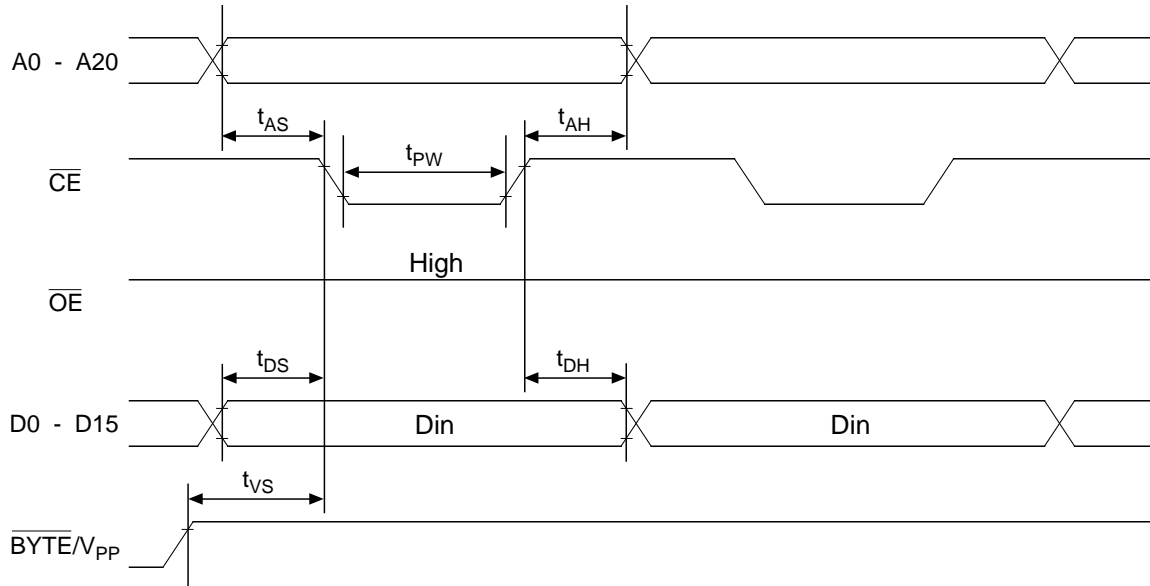 A0 - A20
tAS
tAH
tPW
CE
High
OE
tDS
tDH
D0 - D15
Din
Din
tVS
BYTE/VPP